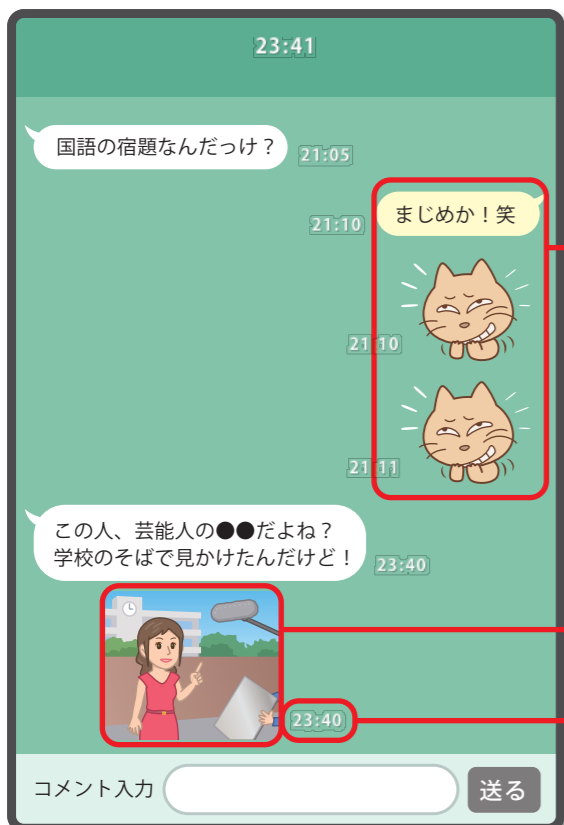 23:41
国語の宿題なんだっけ？
21:05
まじめか！笑
21:10
21:10
21:11
この人、芸能人の●●だよね？
学校のそばで見かけたんだけど！
23:40
23:40
コメント入力
送る